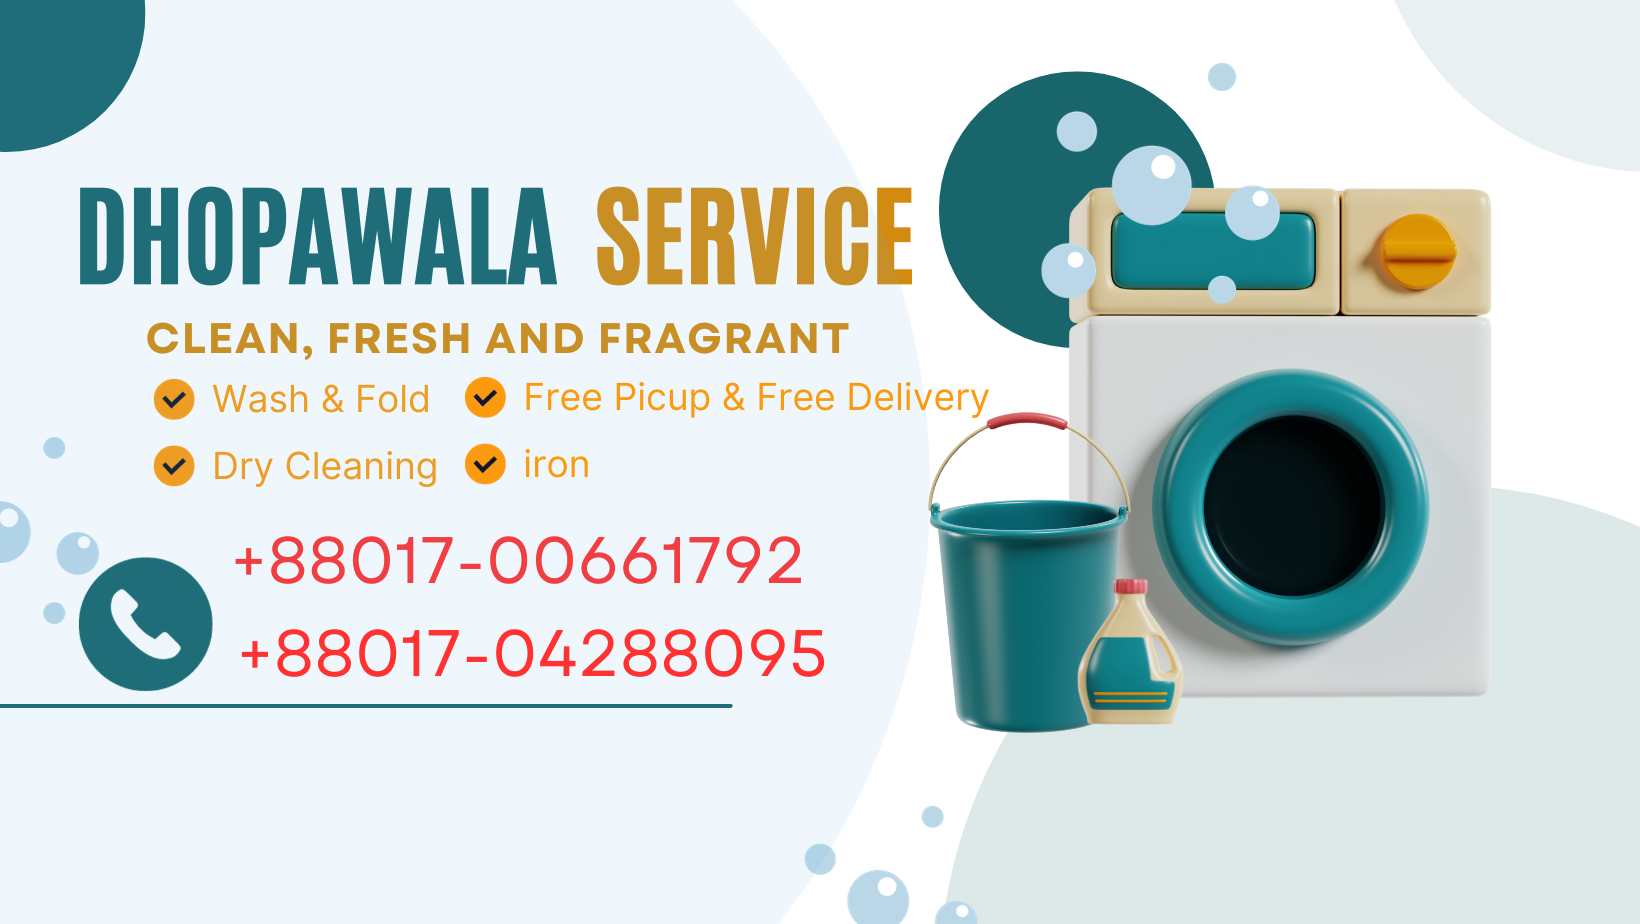 DHOPAWALA SERVICE
CLEAN, FRESH AND FRAGRANT
Wash & Fold
Free Picup & Free Delivery
Dry Cleaning
iron
+88017-00661792
+88017-04288095